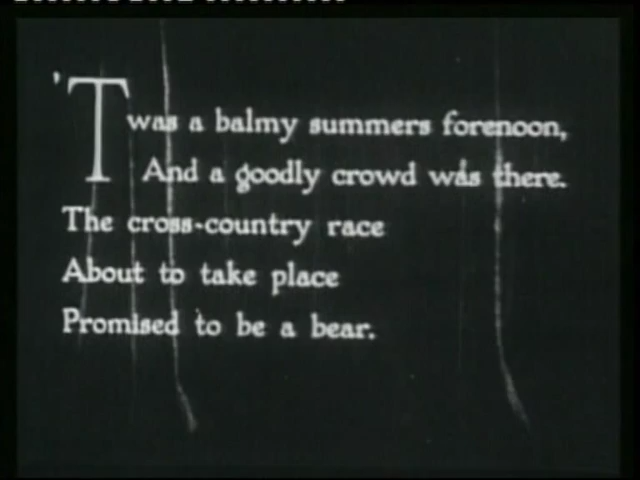 'Twas a balmy summers forenoon,
And a goodly crowd was there.
The cross-country race
About to take place
Promised to be a bear.